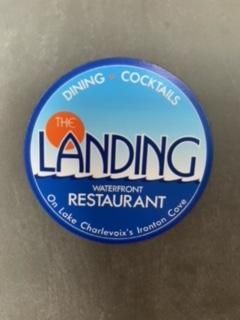 DINING • COCKTAILS
THE
LANDING
WATERFRONT
RESTAURANT
On Lake Charlevoix's Ironton Cove